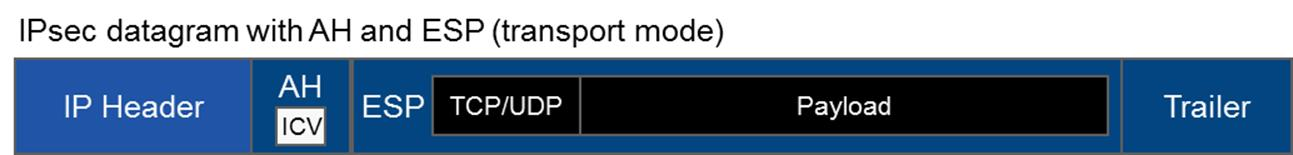 IPsec datagram with AH and ESP (transport mode)
IP Header
AH
ICV
ESP
TCP/UDP
Payload
Trailer